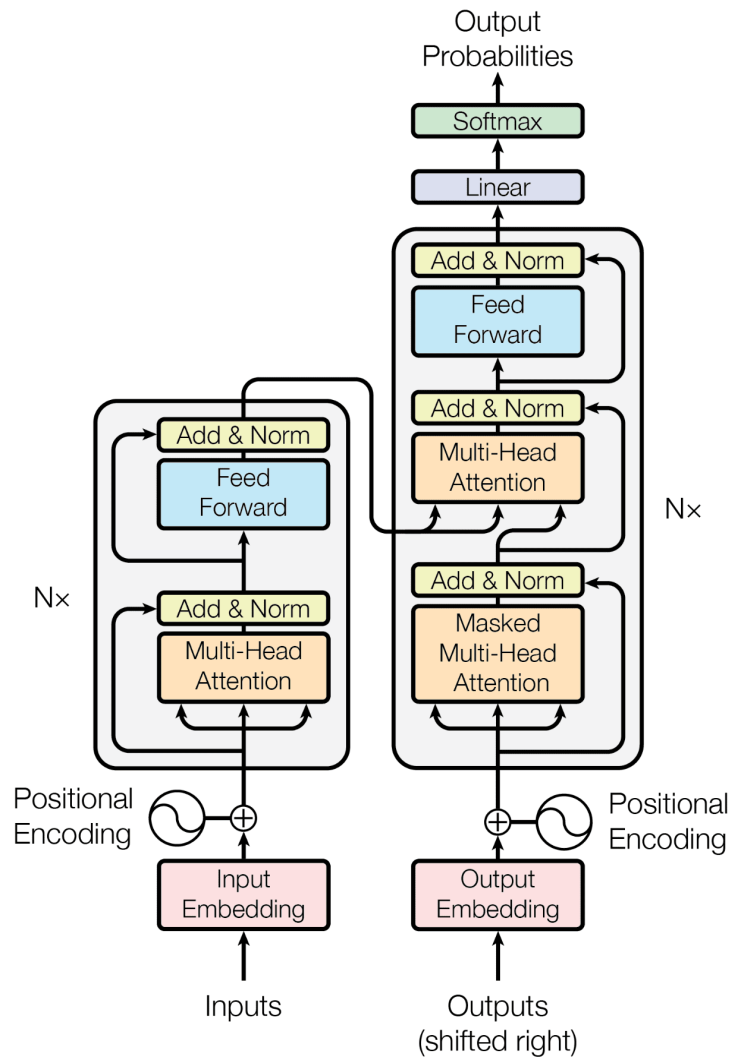 Output
Probabilities
Softmax
Linear
Add & Norm
Feed
Forward
Add & Norm
Multi-Head
Attention
Nx
Add & Norm
Masked
Multi-Head
Attention
Add & Norm
Feed
Forward
Nx
Add & Norm
Multi-Head
Attention
Positional
Encoding
Positional
Encoding
Input
Embedding
Output
Embedding
Inputs
Outputs
(shifted right)